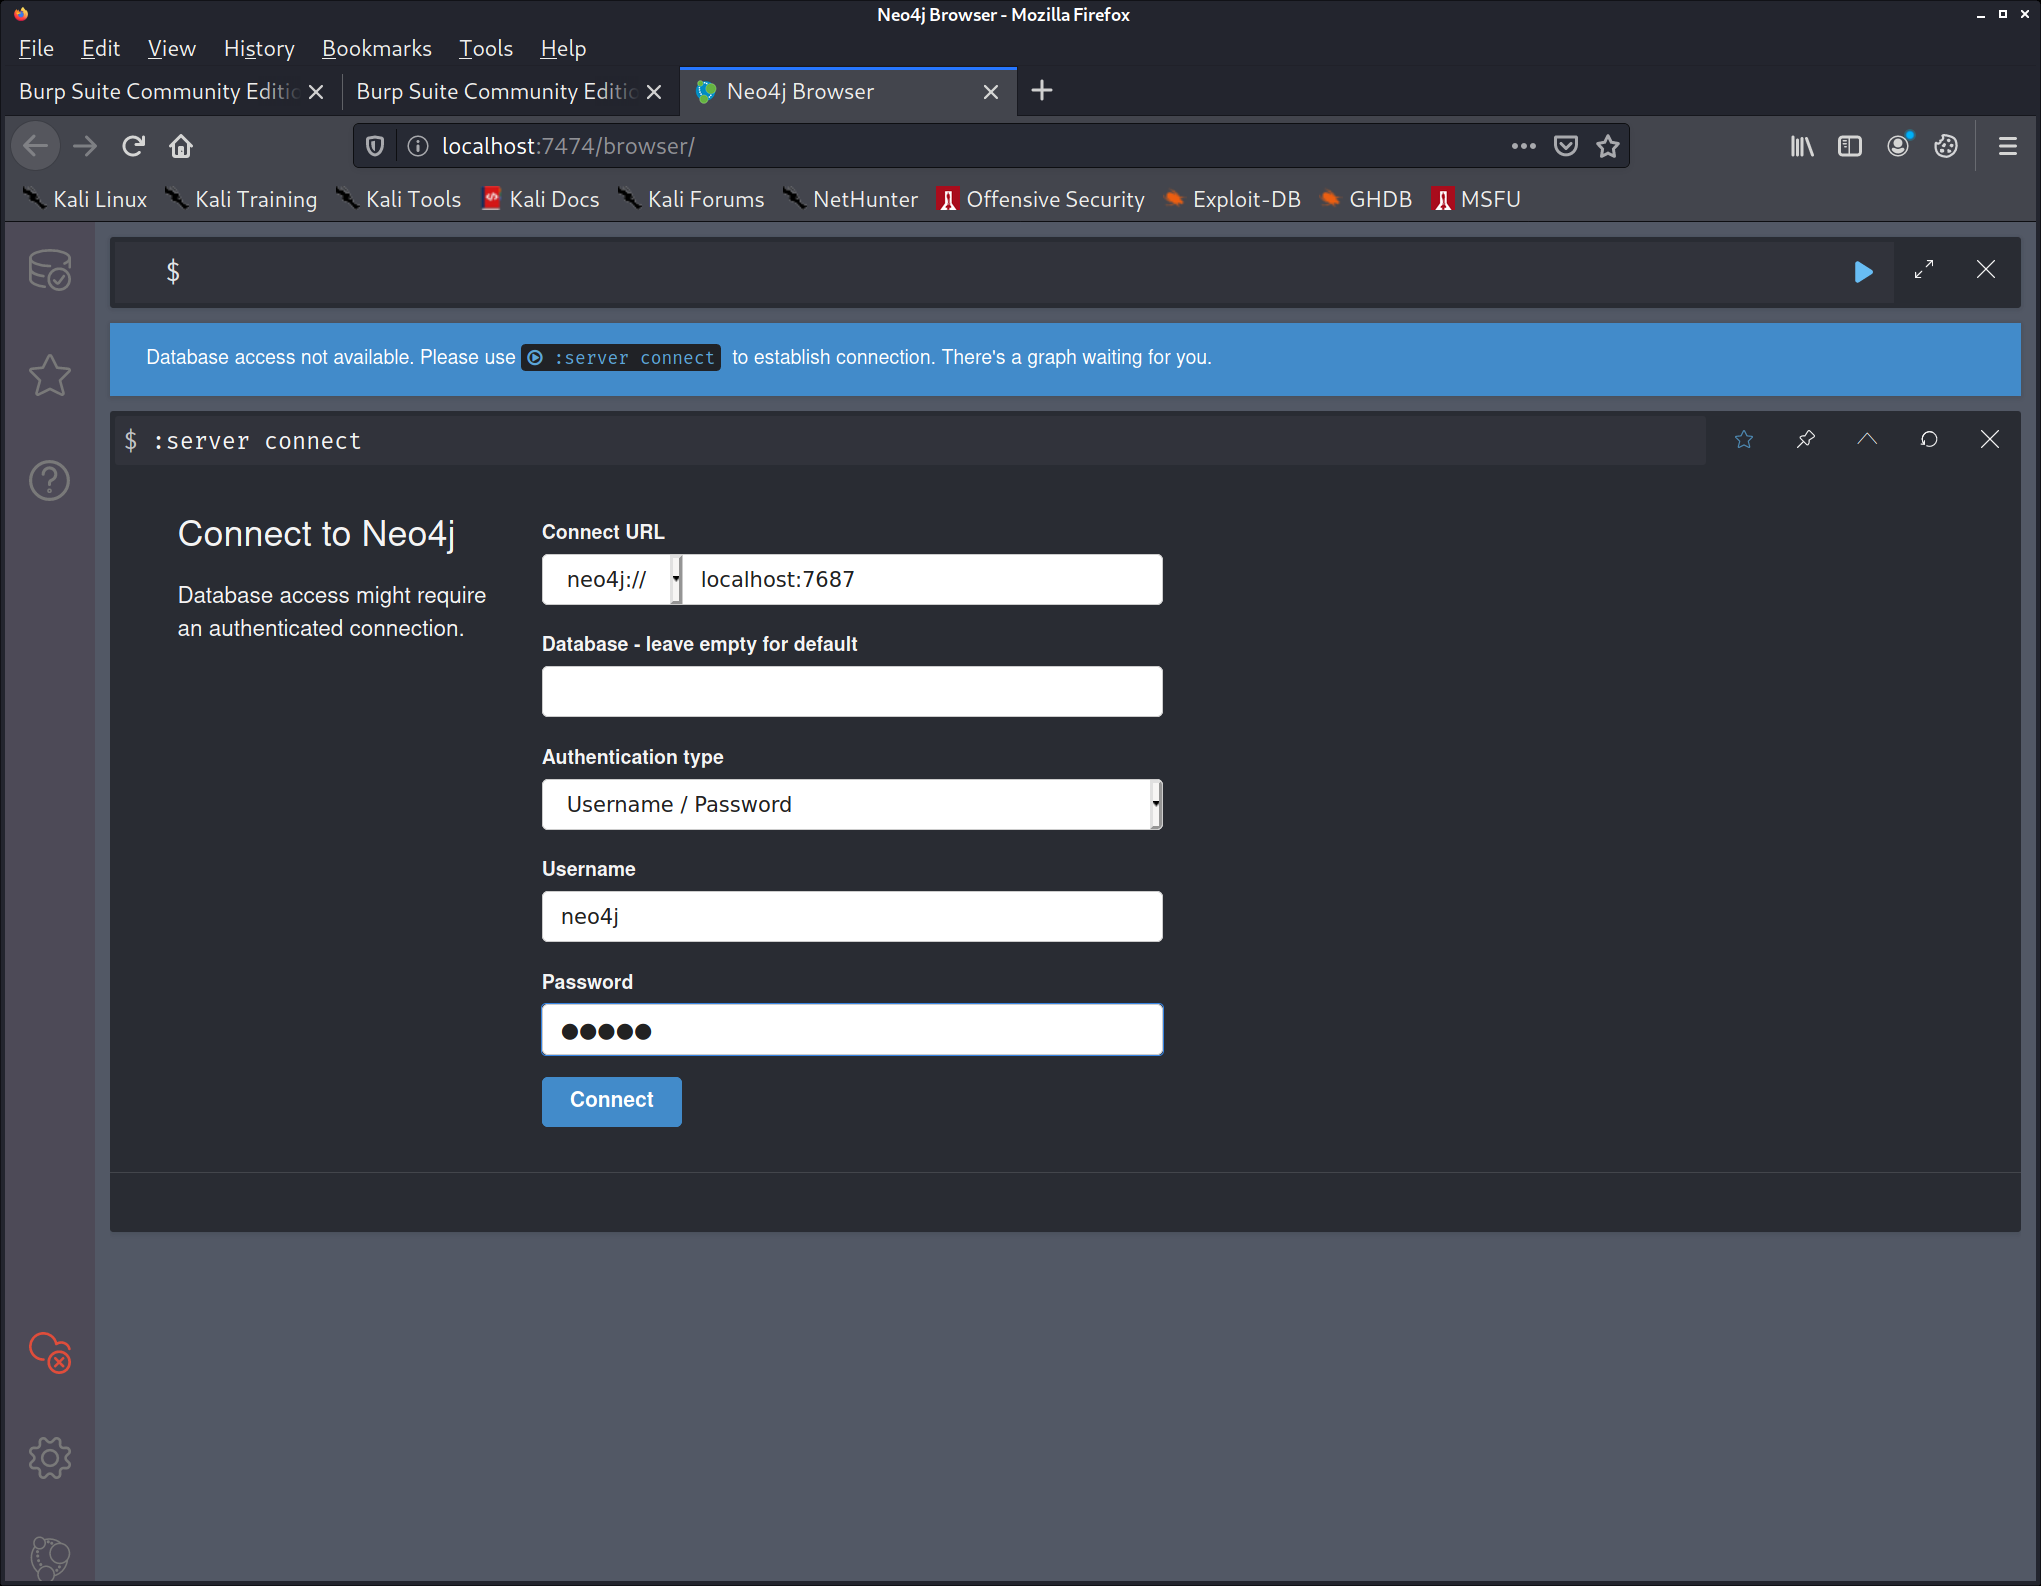 Neo4j Browser - Mozilla Firefox
File Edit View History Bookmarks Tools Help
Burp Suite Community Editio Burp Suite Community Editio Neo4j Browser
localhost:7474/browser/
Kali Linux Kali Training Kali Tools Kali Docs Kali Forums NetHunter Offensive Security Exploit-DB GHDB MSFU
$
Database access not available. Please use :server connect to establish connection. There's a graph waiting for you.
$ :server connect
Connect to Neo4j
Database access might require
an authenticated connection.
Connect URL
neo4j:// localhost:7687
Database - leave empty for default
Authentication type
Username / Password
Username
neo4j
Password
●●●●●
Connect